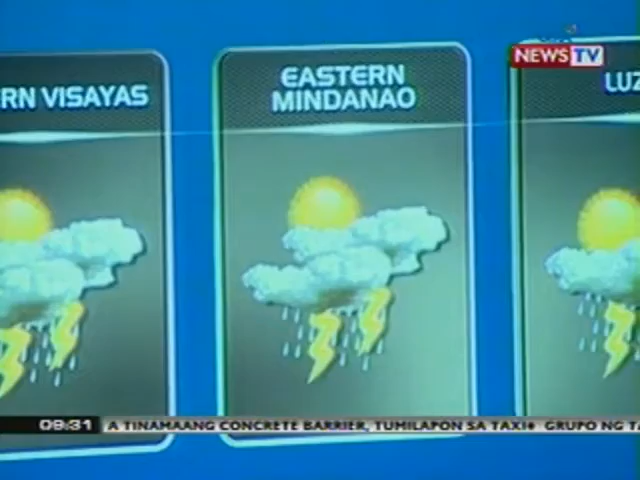 RN VISAYAS
EASTERN
MINDANAO
LUZ
NEWS TV
09:31 A TINAMAANG CONCRETE BARRIER, TUMILAPON SA TAXI GRUPO NG TA